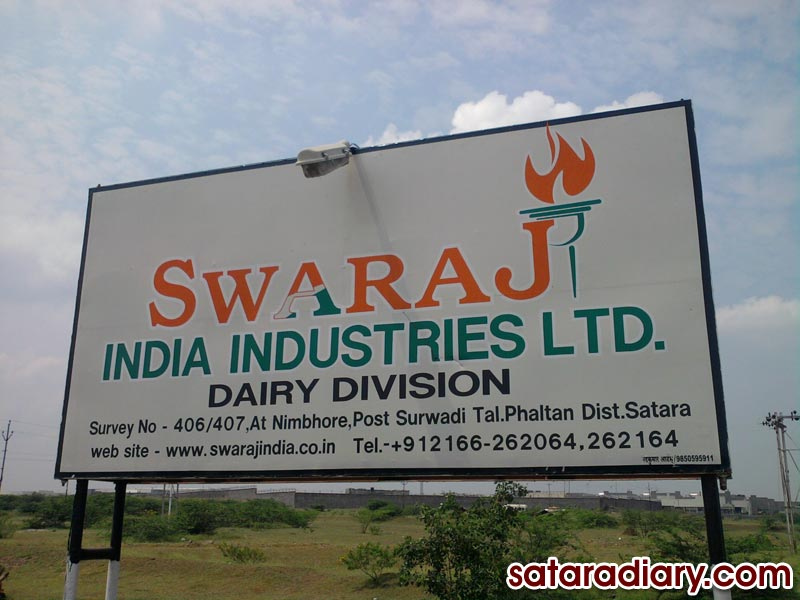 SWARAJ
INDIA INDUSTRIES LTD.
DAIRY DIVISION
Survey No - 406/407,At Nimbhore,Post Surwadi Tal.Phaltan Dist.Satara
web site - www.swarajindia.co.in Tel.-+912166-262064,262164
/9850595911
sataradiary.com